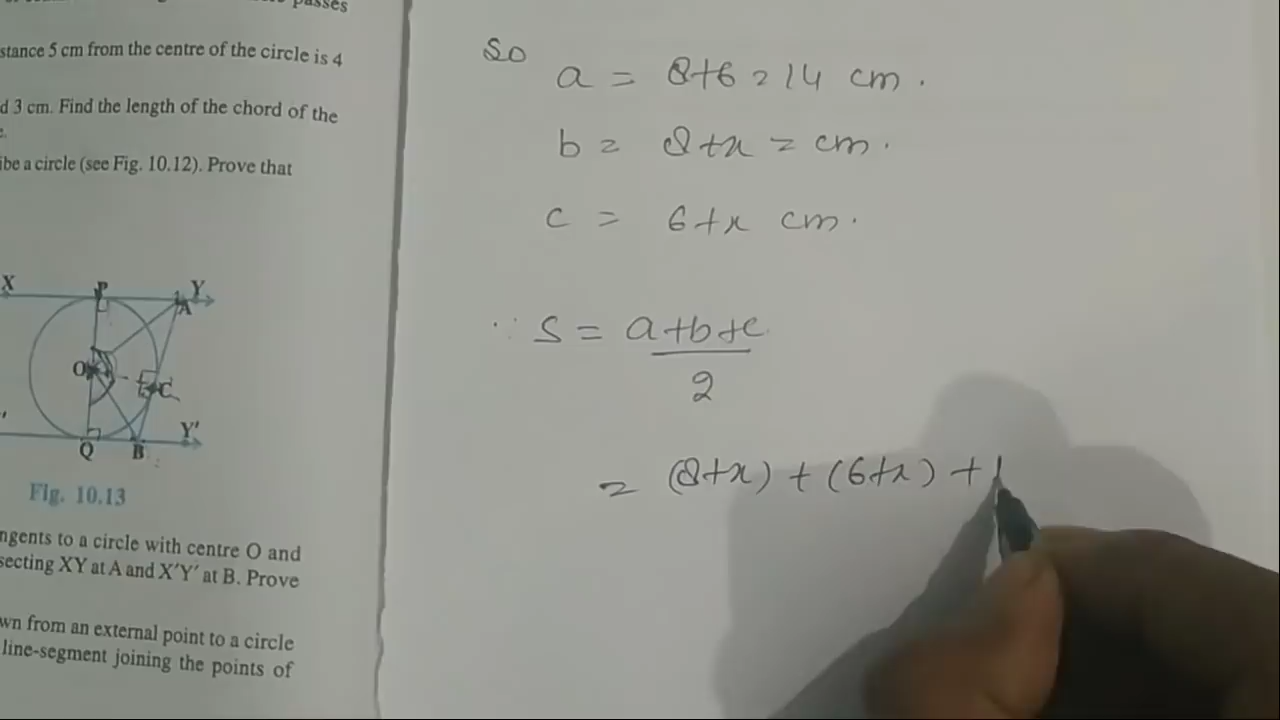 passes
stance 5 cm from the centre of the circle is 4
d 3 cm. Find the length of the chord of the
e.
ibe a circle (see Fig. 10.12). Prove that
X P Y
A
O C
' Y'
Q B
Fig. 10.13
ngents to a circle with centre O and
secting XY at A and X'Y' at B. Prove
wn from an external point to a circle
line-segment joining the points of
So
a = 8+6 = 14 cm.
b = 8+x = cm.
c = 6+x cm.
∵ S = a+b+c
2
= (8+x) + (6+x) + 1